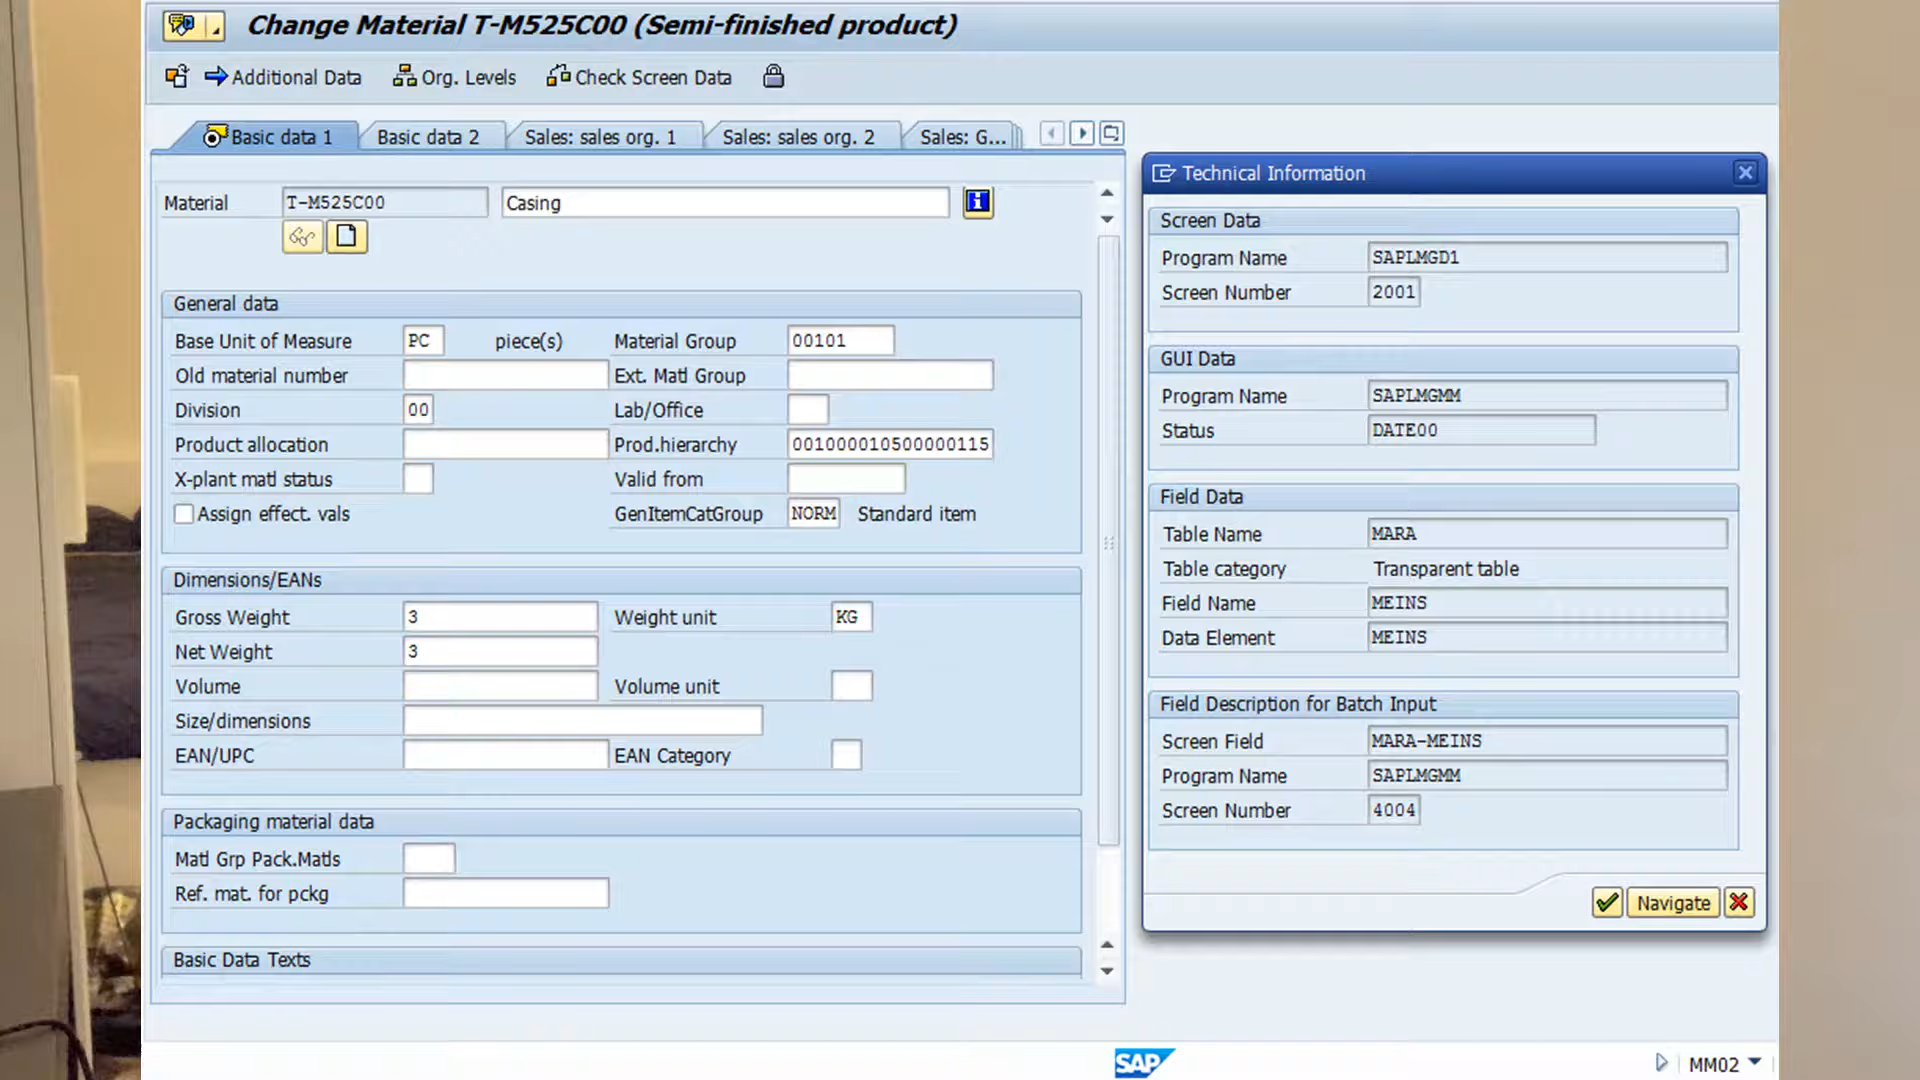 Change Material T-M525C00 (Semi-finished product)
Additional Data Org. Levels Check Screen Data
Basic data 1 Basic data 2 Sales: sales org. 1 Sales: sales org. 2 Sales: G...
Material T-M525C00 Casing
General data
Base Unit of Measure PC piece(s) Material Group 00101
Old material number Ext. Matl Group
Division 00 Lab/Office
Product allocation Prod.hierarchy 001000010500000115
X-plant matl status Valid from
Assign effect. vals GenItemCatGroup NORM Standard item
Dimensions/EANs
Gross Weight 3 Weight unit KG
Net Weight 3
Volume Volume unit
Size/dimensions
EAN/UPC EAN Category
Packaging material data
Matl Grp Pack.Matls
Ref. mat. for pckg
Basic Data Texts
Technical Information
Screen Data
Program Name SAPLMGD1
Screen Number 2001
GUI Data
Program Name SAPLMGMM
Status DATE00
Field Data
Table Name MARA
Table category Transparent table
Field Name MEINS
Data Element MEINS
Field Description for Batch Input
Screen Field MARA-MEINS
Program Name SAPLMGMM
Screen Number 4004
Navigate
SAP MM02